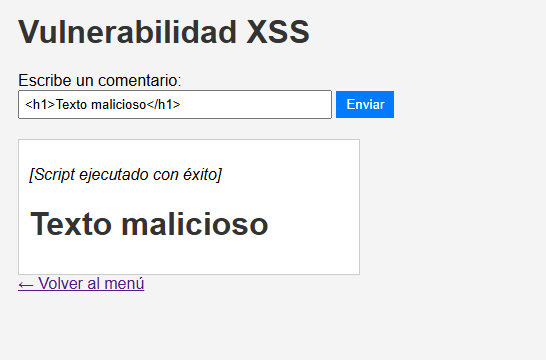 Vulnerabilidad XSS
Escribe un comentario:
<h1>Texto malicioso</h1>
Enviar
[Script ejecutado con éxito]
Texto malicioso
← Volver al menú